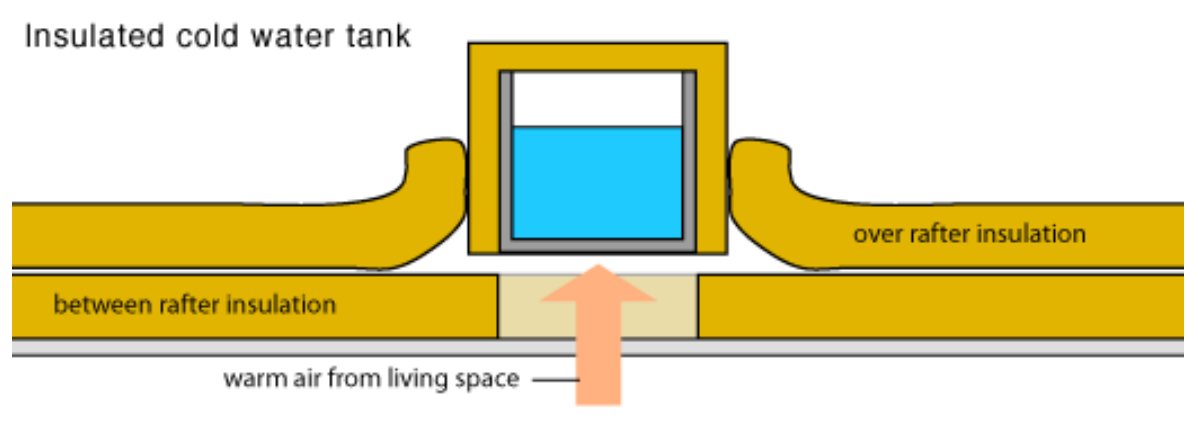 Insulated cold water tank
over rafter insulation
between rafter insulation
warm air from living space